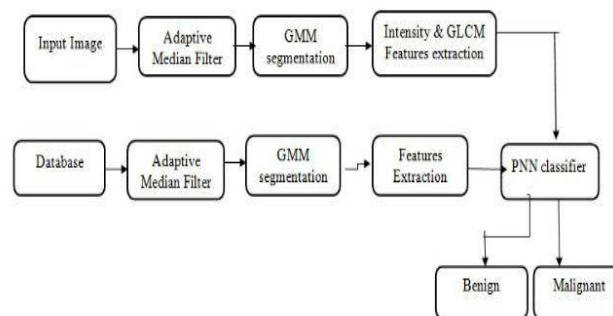 Input Image
Adaptive
Median Filter
GMM
segmentation
Intensity & GLCM
Features extraction
Database
Adaptive
Median Filter
GMM
segmentation
Features
Extraction
PNN classifier
Benign
Malignant